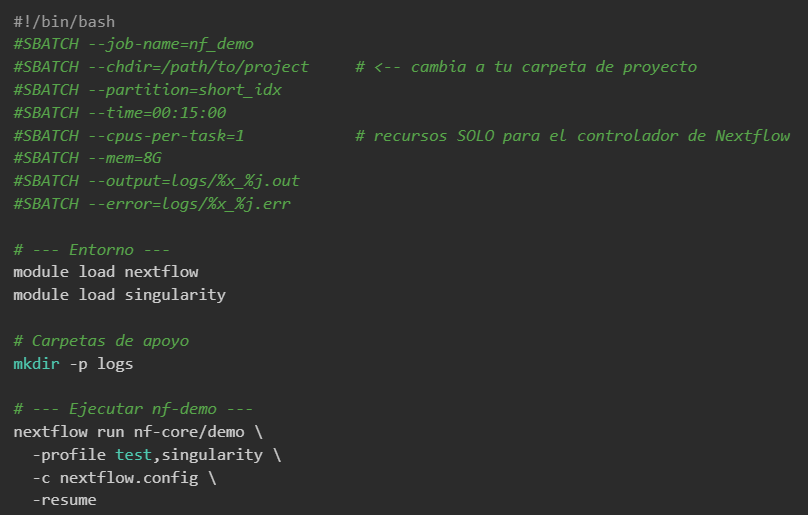 #!/bin/bash
#SBATCH --job-name=nf_demo
#SBATCH --chdir=/path/to/project     # <-- cambia a tu carpeta de proyecto
#SBATCH --partition=short_idx
#SBATCH --time=00:15:00
#SBATCH --cpus-per-task=1            # recursos SOLO para el controlador de Nextflow
#SBATCH --mem=8G
#SBATCH --output=logs/%x_%j.out
#SBATCH --error=logs/%x_%j.err

# --- Entorno ---
module load nextflow
module load singularity

# Carpetas de apoyo
mkdir -p logs

# --- Ejecutar nf-demo ---
nextflow run nf-core/demo \
  -profile test,singularity \
  -c nextflow.config \
  -resume